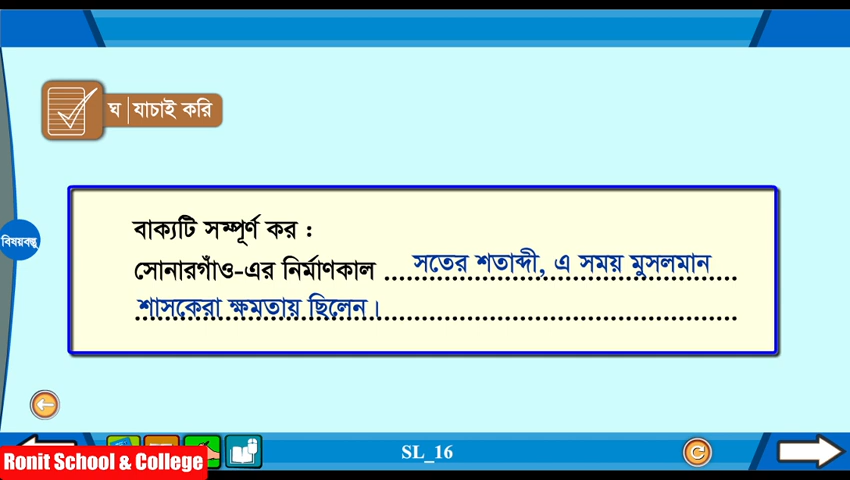 ঘ যাচাই করি
বাক্যটি সম্পূর্ণ কর :
সোনারগাঁও-এর নির্মাণকাল সতের শতাব্দী, এ সময় মুসলমান
শাসকেরা ক্ষমতায় ছিলেন।
বিষয়বস্তু
SL_16
Ronit School & College